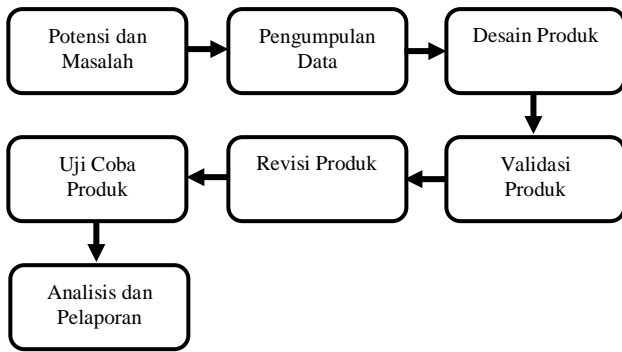 Potensi dan
Masalah
Pengumpulan
Data
Desain Produk
Validasi
Produk
Revisi Produk
Uji Coba
Produk
Analisis dan
Pelaporan